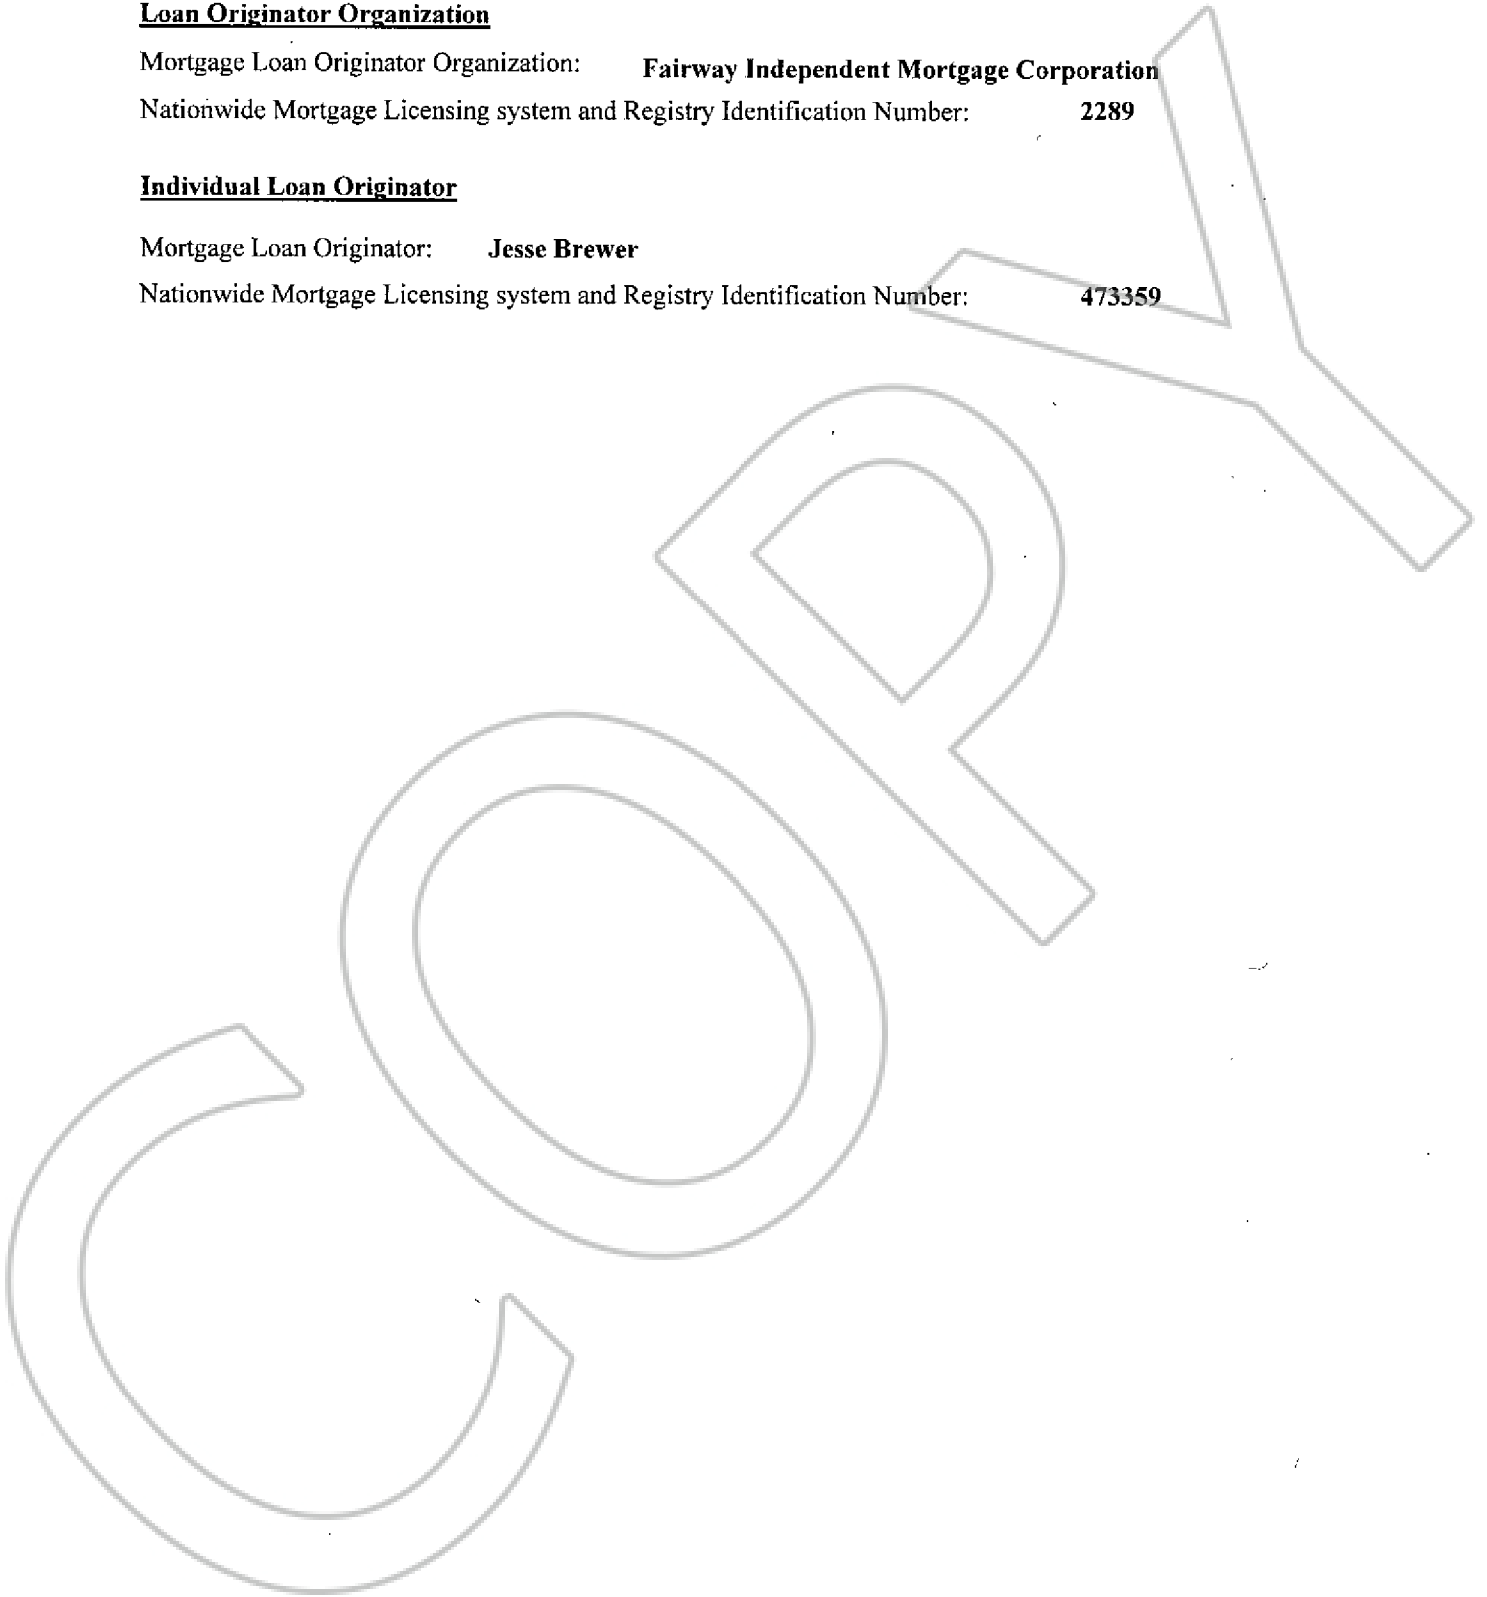 Loan Originator Organization
Mortgage Loan Originator Organization: Fairway Independent Mortgage Corporation
Nationwide Mortgage Licensing system and Registry Identification Number: 2289
Individual Loan Originator
Mortgage Loan Originator: Jesse Brewer
Nationwide Mortgage Licensing system and Registry Identification Number: 473359
COPY